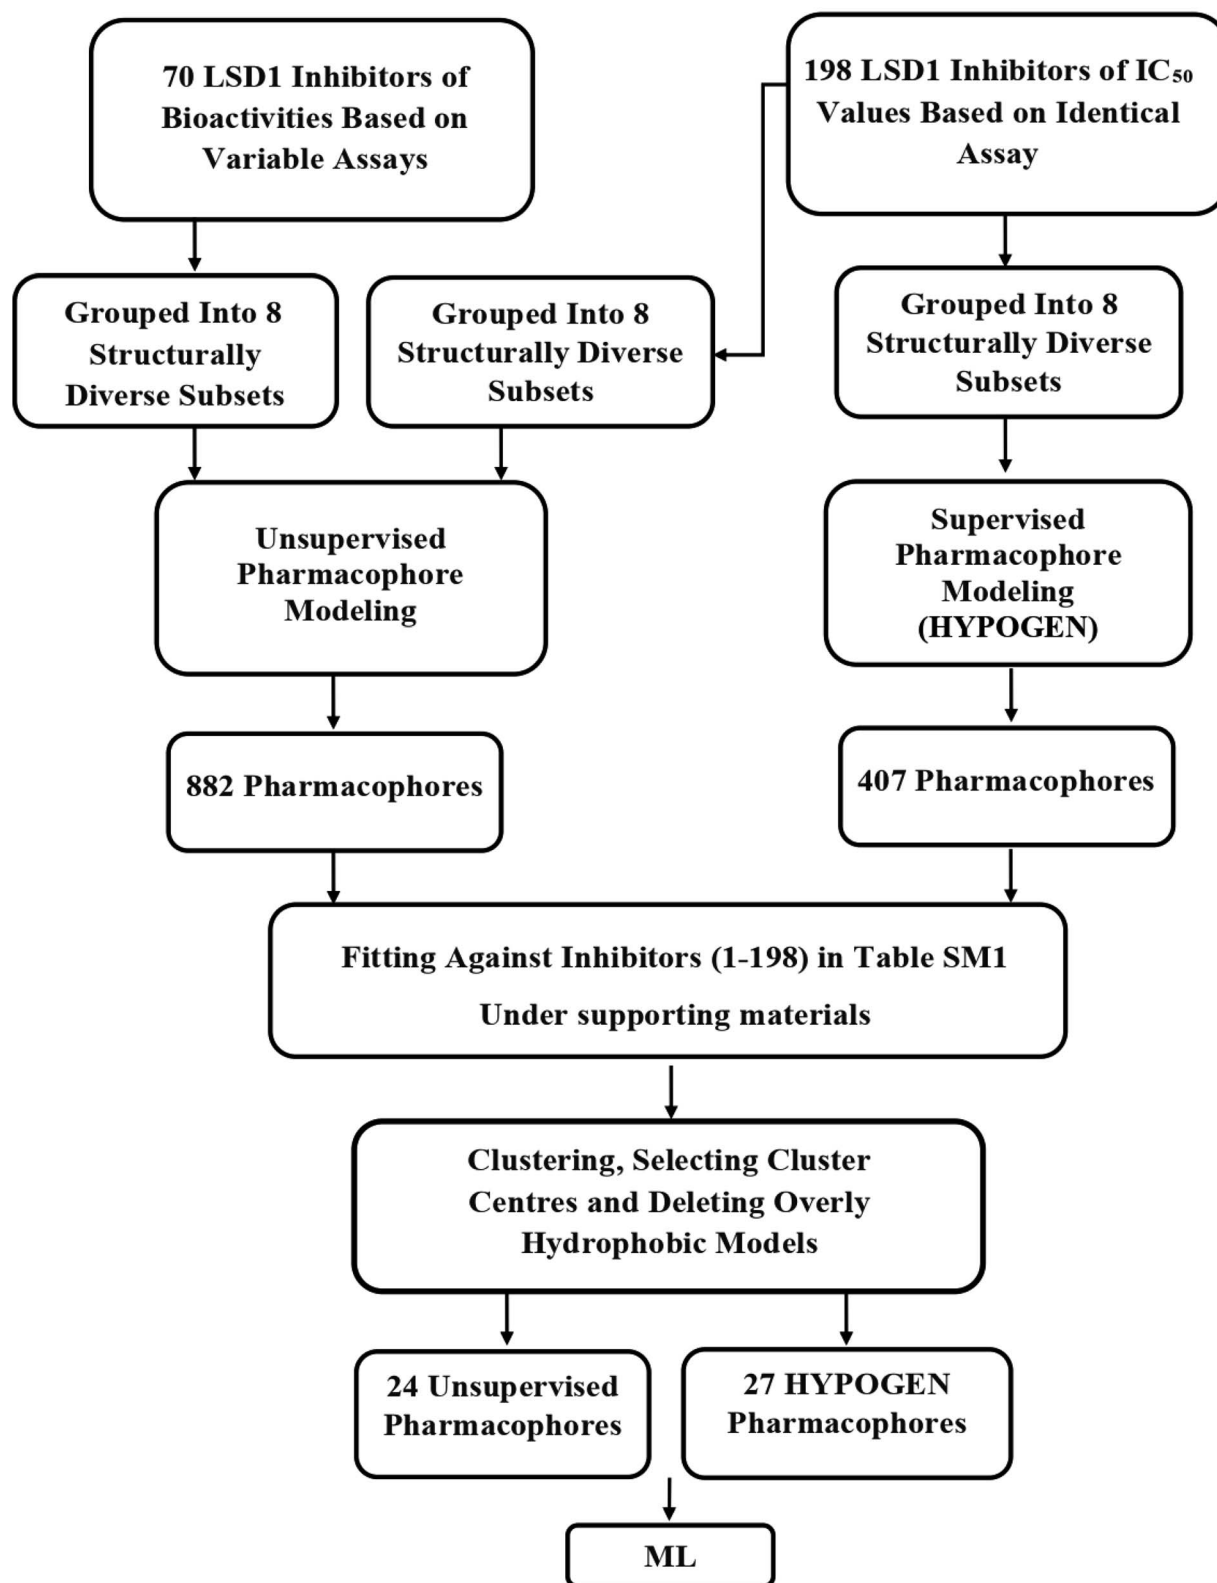 70 LSD1 Inhibitors of
Bioactivities Based on
Variable Assays
198 LSD1 Inhibitors of IC₅₀
Values Based on Identical
Assay
Grouped Into 8
Structurally
Diverse Subsets
Grouped Into 8
Structurally Diverse
Subsets
Grouped Into 8
Structurally Diverse
Subsets
Unsupervised
Pharmacophore
Modeling
Supervised
Pharmacophore
Modeling
(HYPOGEN)
882 Pharmacophores
407 Pharmacophores
Fitting Against Inhibitors (1-198) in Table SM1
Under supporting materials
Clustering, Selecting Cluster
Centres and Deleting Overly
Hydrophobic Models
24 Unsupervised
Pharmacophores
27 HYPOGEN
Pharmacophores
ML